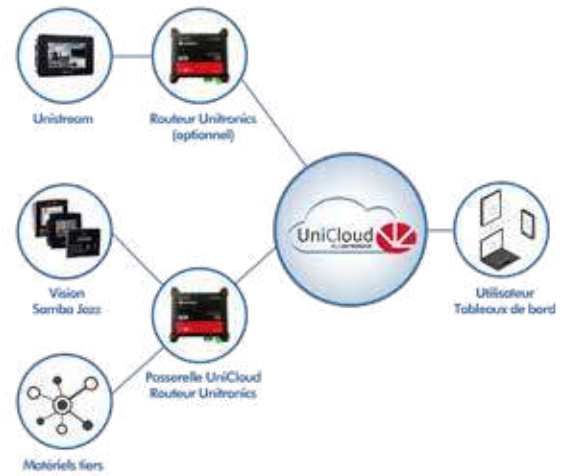 Unistream
Routeur Unitronics
(optionnel)
UniCloud
Vision
Samba Jazz
Utilisateur
Tableaux de bord
Passerelle UniCloud
Routeur Unitronics
Matériels tiers